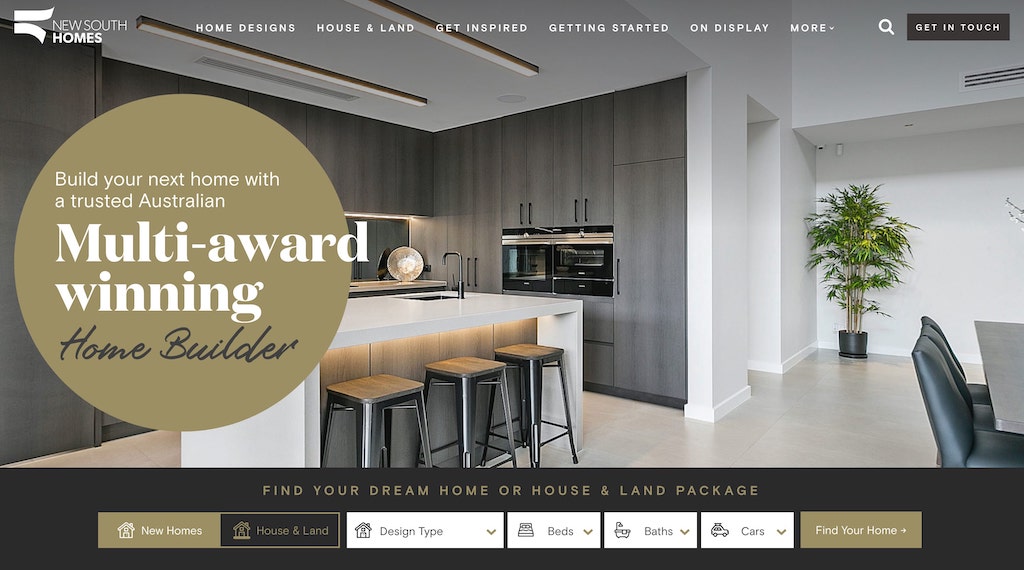 NEW SOUTH
HOMES
HOME DESIGNS HOUSE & LAND GET INSPIRED GETTING STARTED ON DISPLAY MORE GET IN TOUCH
Build your next home with
a trusted Australian
Multi-award
winning
Home Builder
FIND YOUR DREAM HOME OR HOUSE & LAND PACKAGE
New Homes House & Land Design Type Beds Baths Cars Find Your Home →